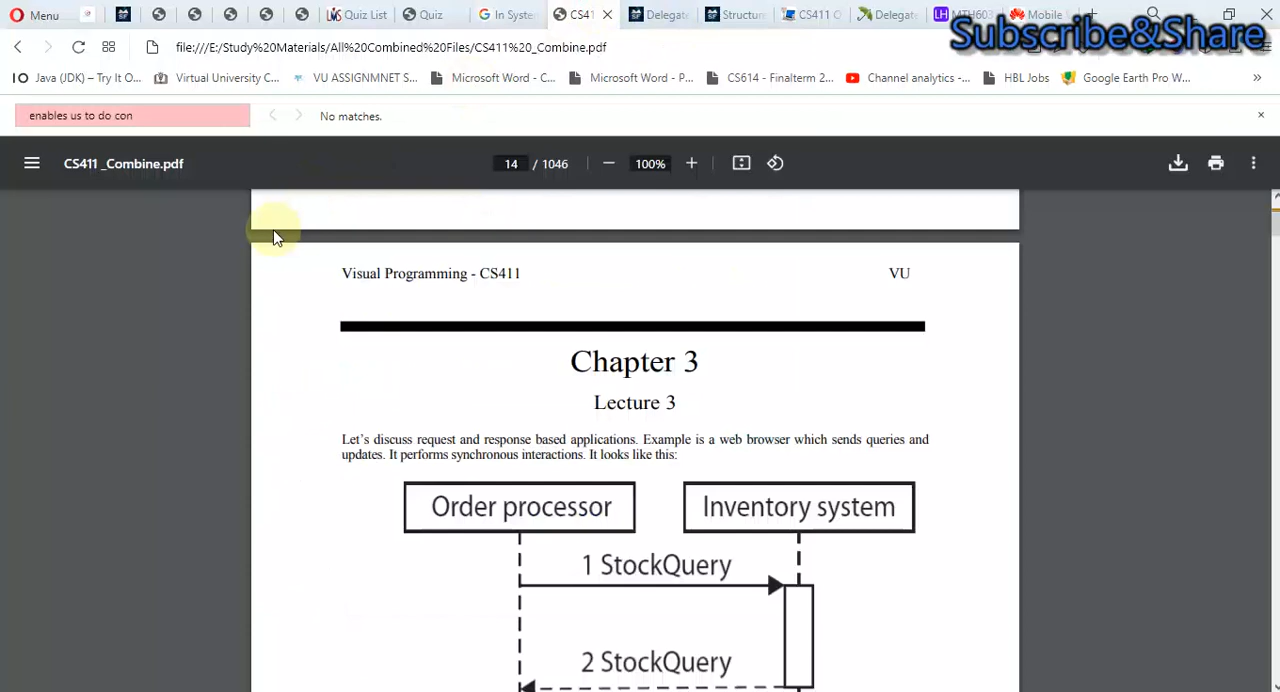 Menu
Quiz List
Quiz
In Syste
CS41
Delegat
Structur
CS411 C
Delegat
MTH603
Mobile
Subscribe&Share
file:///E:/Study%20Materials/All%20Combined%20Files/CS411%20_Combine.pdf
Java (JDK) – Try It O...
Virtual University C...
VU ASSIGNMNET S...
Microsoft Word - C...
Microsoft Word - P...
CS614 - Finalterm 2...
Channel analytics -...
HBL Jobs
Google Earth Pro W...
»
enables us to do con
No matches.
CS411 _Combine.pdf
14 / 1046
100%
Visual Programming - CS411
VU
Chapter 3
Lecture 3
Let’s discuss request and response based applications. Example is a web browser which sends queries and
updates. It performs synchronous interactions. It looks like this:
Order processor
Inventory system
1 StockQuery
2 StockQuery